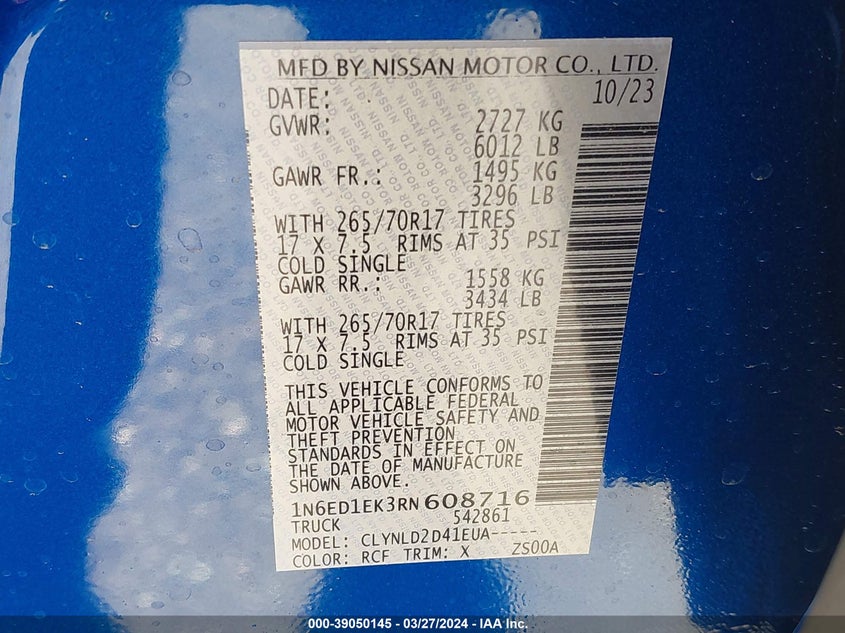 MFD BY NISSAN MOTOR CO., LTD.
DATE: 10/23
GVWR: 2727 KG
6012 LB
GAWR FR.: 1495 KG
3296 LB
WITH 265/70R17 TIRES
17 X 7.5 RIMS AT 35 PSI
COLD SINGLE
GAWR RR.: 1558 KG
3434 LB
WITH 265/70R17 TIRES
17 X 7.5 RIMS AT 35 PSI
COLD SINGLE
THIS VEHICLE CONFORMS TO
ALL APPLICABLE FEDERAL
MOTOR VEHICLE SAFETY AND
THEFT PREVENTION
STANDARDS IN EFFECT ON
THE DATE OF MANUFACTURE
SHOWN ABOVE.
1N6ED1EK3RN608716
TRUCK 542861
MODEL: CLYNLD2D41EUA-----
COLOR: RCF TRIM: X ZS00A
000-39050145 - 03/27/2024 - IAA Inc.